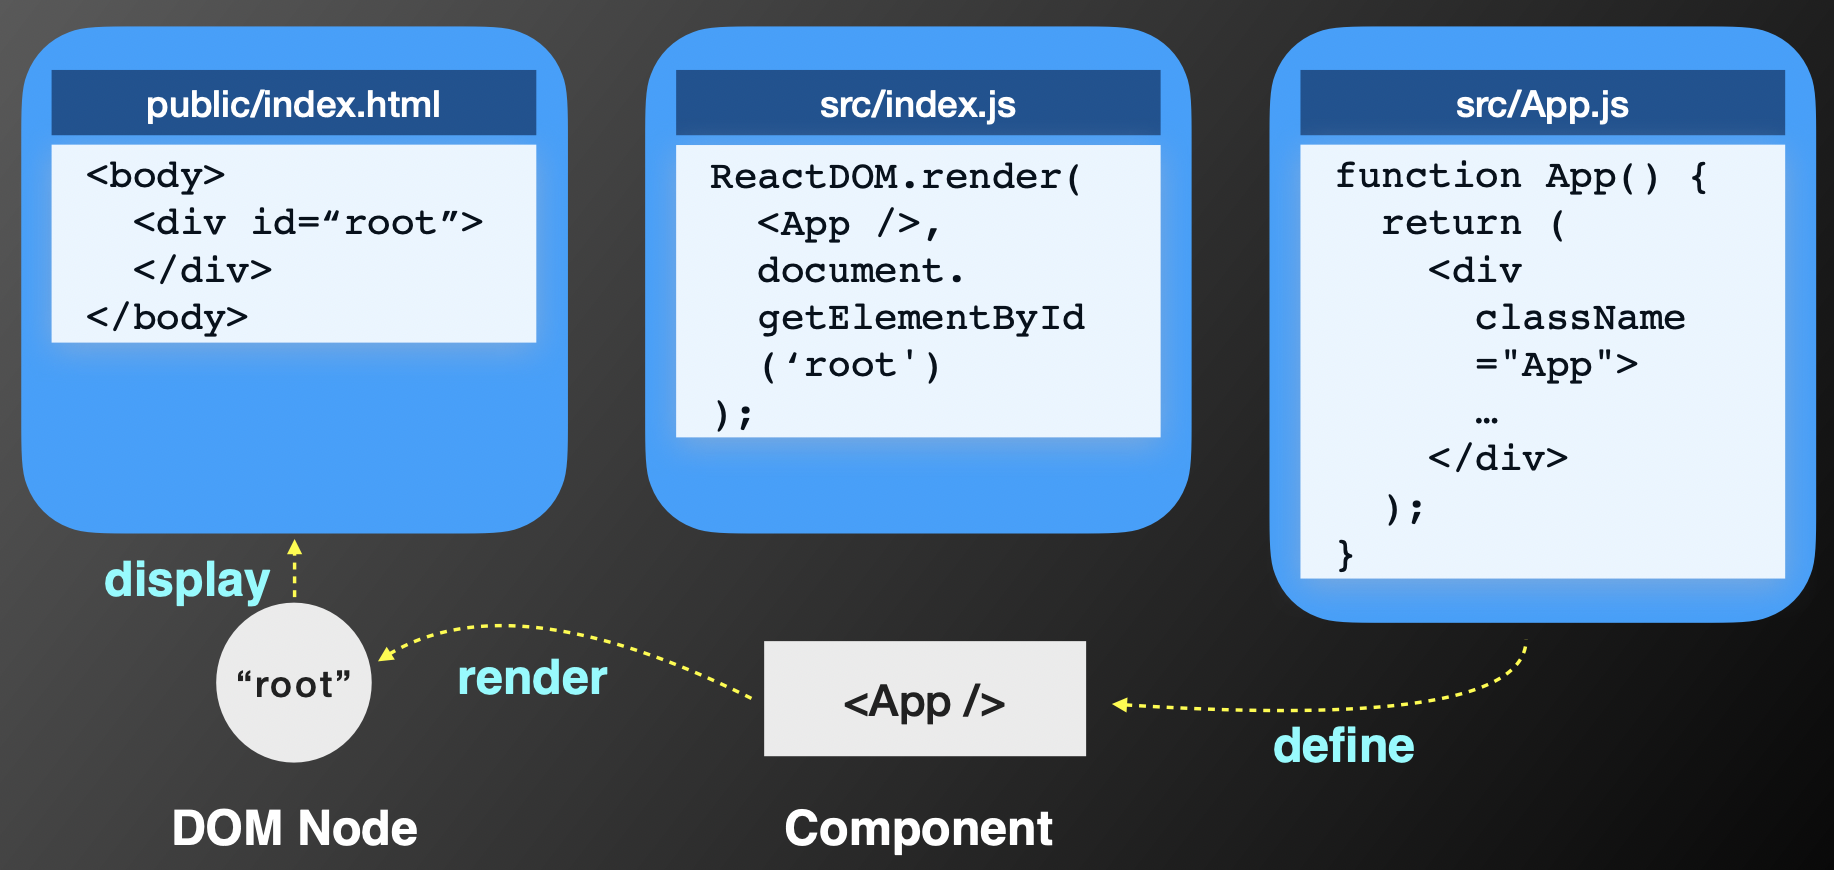 public/index.html
<body>
<div id=“root”>
</div>
</body>
src/index.js
ReactDOM.render(
<App />,
document.
getElementById
(‘root')
);
src/App.js
function App() {
return (
<div
className
="App">
…
</div>
);
}
display
“root”
render
<App />
define
DOM Node
Component